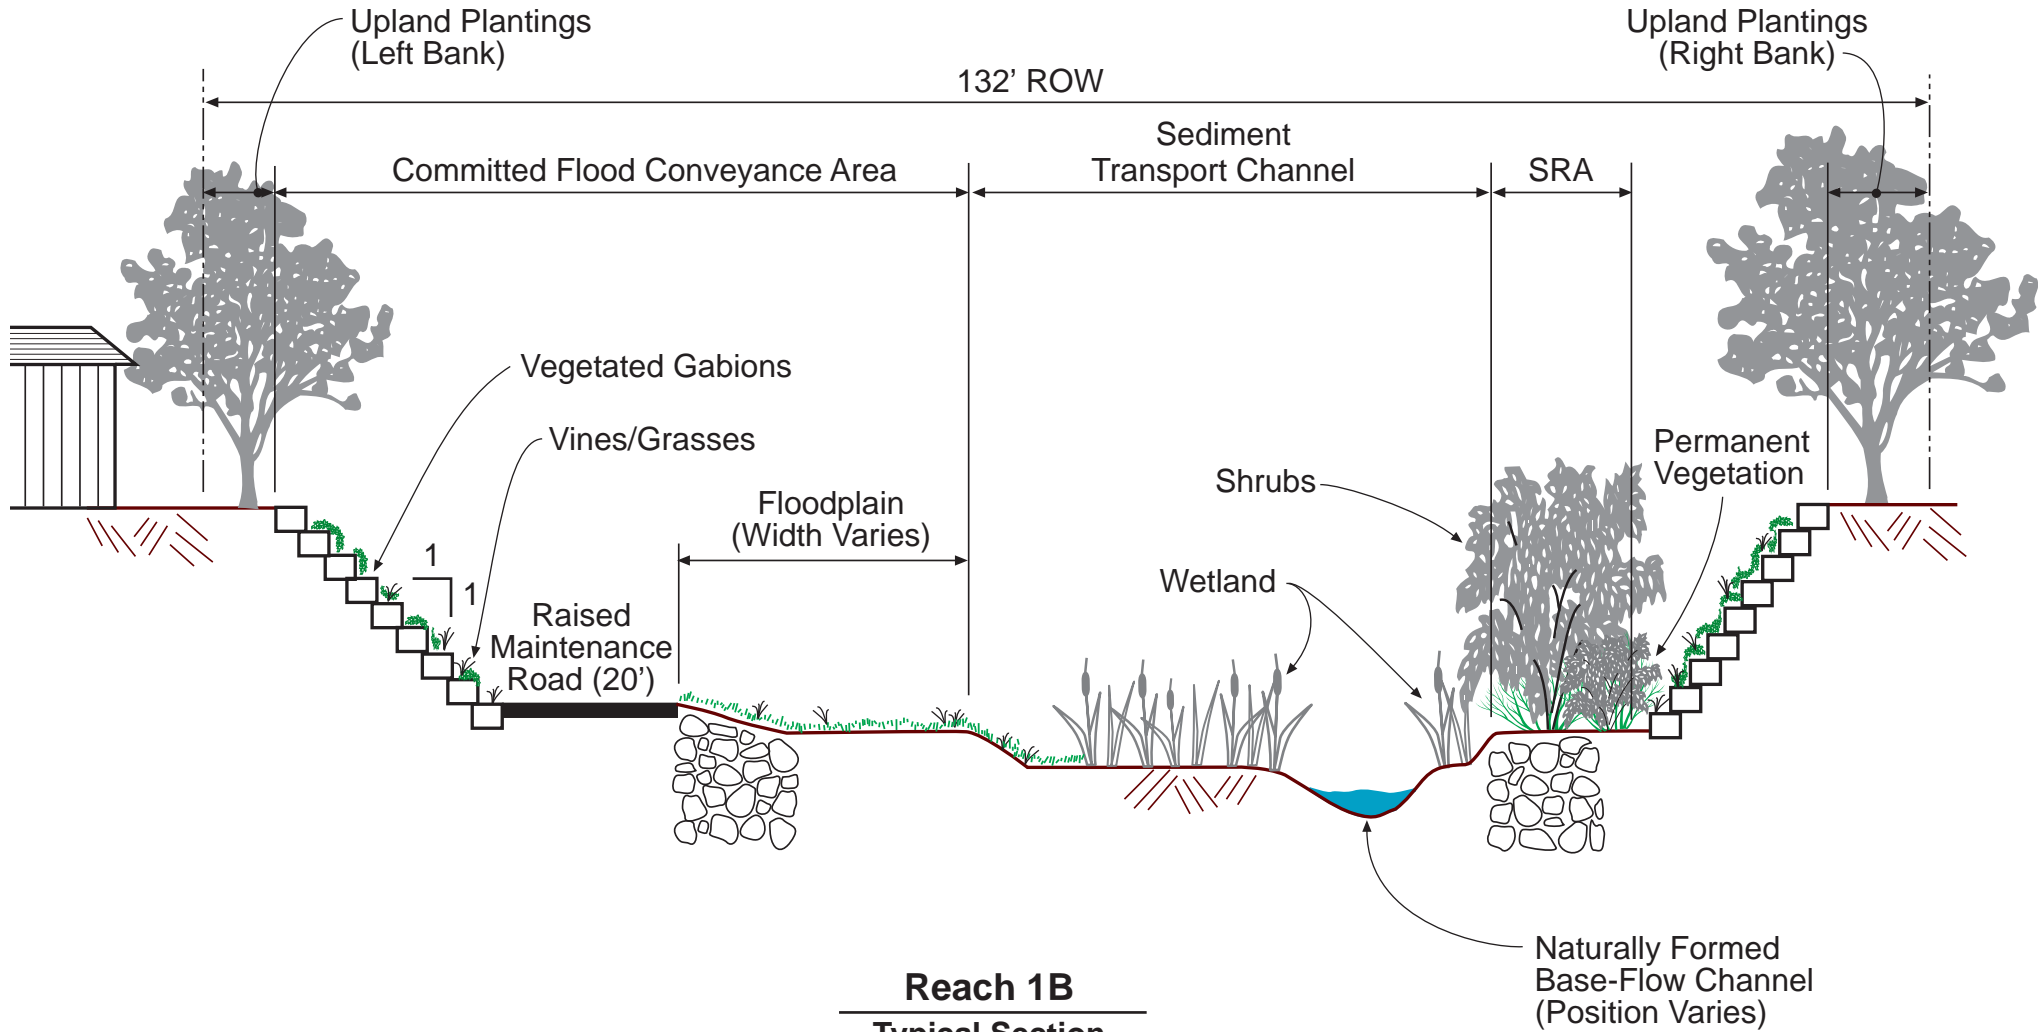 Upland Plantings
(Left Bank)
Upland Plantings
(Right Bank)
132’ ROW
Committed Flood Conveyance Area
Sediment
Transport Channel
SRA
Vegetated Gabions
Vines/Grasses
1
1
Floodplain
(Width Varies)
Raised
Maintenance
Road (20’)
Shrubs
Wetland
Permanent
Vegetation
Naturally Formed
Base-Flow Channel
(Position Varies)
Reach 1B
Typical Section